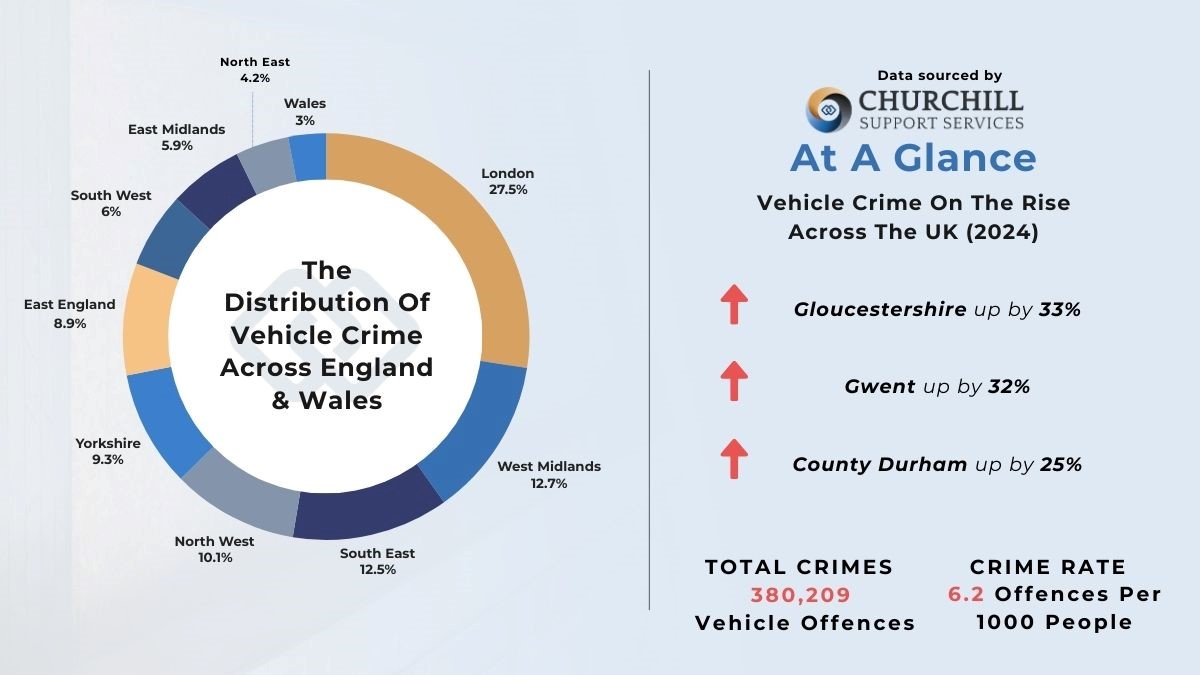 North East
4.2%
Wales
3%
East Midlands
5.9%
London
27.5%
South West
6%
East England
8.9%
Yorkshire
9.3%
West Midlands
12.7%
North West
10.1%
South East
12.5%
The
Distribution Of
Vehicle Crime
Across England
& Wales
Data sourced by
CHURCHILL
SUPPORT SERVICES
At A Glance
Vehicle Crime On The Rise
Across The UK (2024)
Gloucestershire up by 33%
Gwent up by 32%
County Durham up by 25%
TOTAL CRIMES
380,209
Vehicle Offences
CRIME RATE
6.2 Offences Per
1000 People